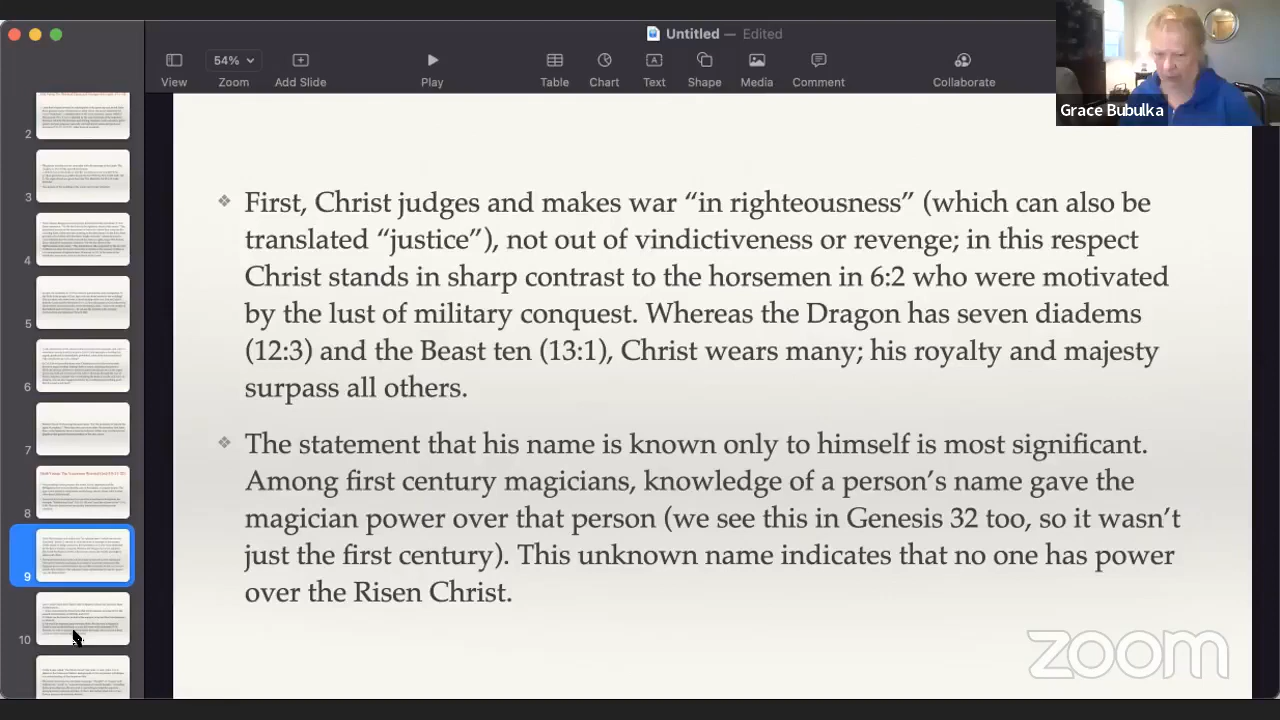 Untitled — Edited
54%
View
Zoom
Add Slide
Play
Table
Chart
Text
Shape
Media
Comment
Collaborate
Grace Bubulka
2
3
4
5
6
7
8
9
10
First, Christ judges and makes war “in righteousness” (which can also be
translated “justice”), not out of vindictiveness or revenge; in this respect
Christ stands in sharp contrast to the horsemen in 6:2 who were motivated
by the lust of military conquest. Whereas the Dragon has seven diadems
(12:3) and the Beast ten (13:1), Christ wears many; his royalty and majesty
surpass all others.
The statement that his name is known only to himself is most significant.
Among first century magicians, knowledge of a person’s name gave the
magician power over that person (we see this in Genesis 32 too, so it wasn’t
just the first century). This unknown name indicates that no one has power
over the Risen Christ.
zoom